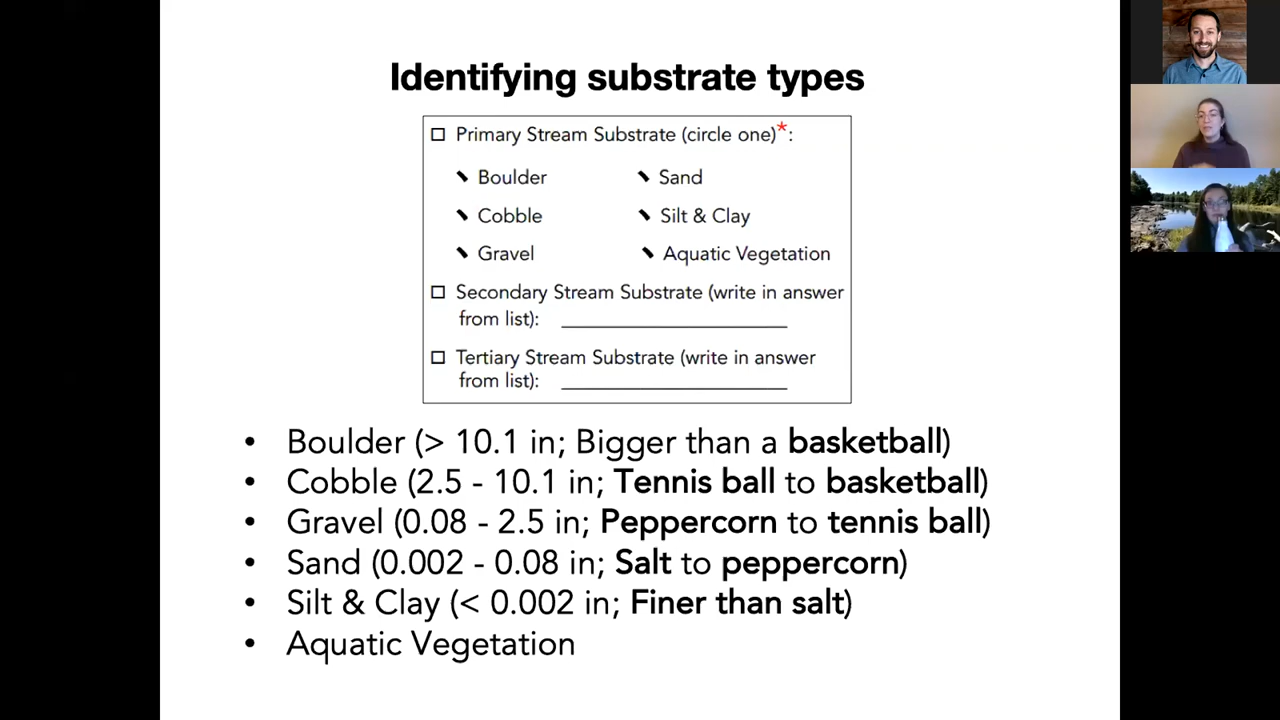 Identifying substrate types
☐ Primary Stream Substrate (circle one)*:
Boulder
Sand
Cobble
Silt & Clay
Gravel
Aquatic Vegetation
☐ Secondary Stream Substrate (write in answer
from list): ____________________
☐ Tertiary Stream Substrate (write in answer
from list): ____________________
• Boulder (> 10.1 in; Bigger than a basketball)
• Cobble (2.5 - 10.1 in; Tennis ball to basketball)
• Gravel (0.08 - 2.5 in; Peppercorn to tennis ball)
• Sand (0.002 - 0.08 in; Salt to peppercorn)
• Silt & Clay (< 0.002 in; Finer than salt)
• Aquatic Vegetation